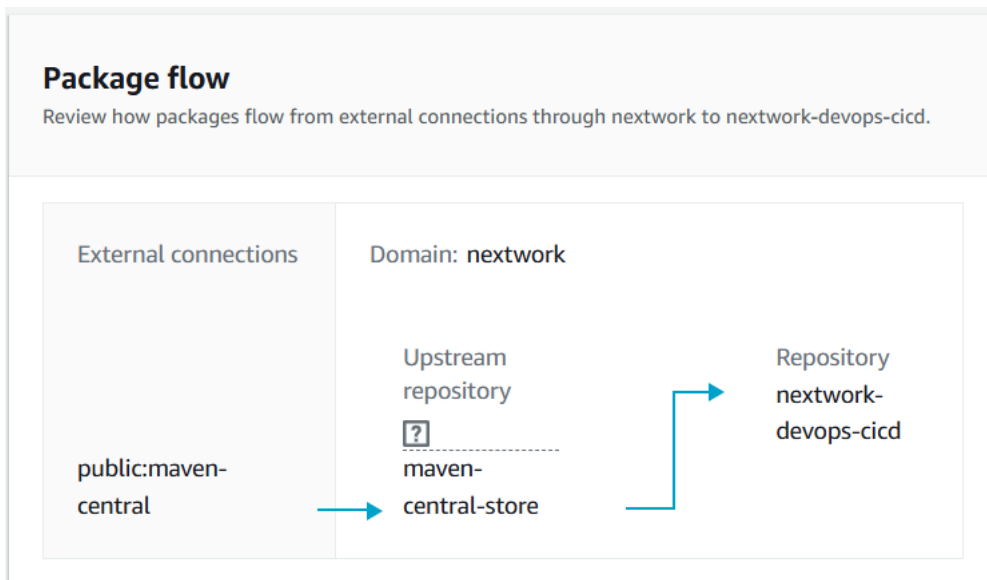 Package flow
Review how packages flow from external connections through nextwork to nextwork-devops-cicd.
External connections
Domain: nextwork
Upstream
repository
?
maven-
central-store
Repository
nextwork-
devops-cicd
public:maven-
central